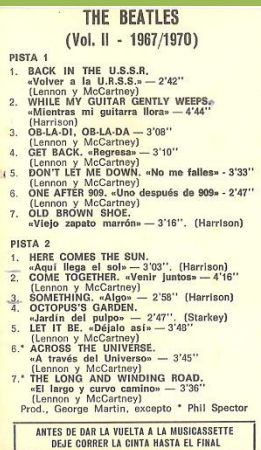 THE BEATLES
(Vol. II - 1967/1970)
PISTA 1
1. BACK IN THE U.S.S.R.
«Volver a la U.R.S.S.» — 2'42"
(Lennon y McCartney)
2. WHILE MY GUITAR GENTLY WEEPS.
«Mientras mi guitarra llora» — 4'44"
(Harrison)
3. OB-LA-DI, OB-LA-DA — 3'08"
(Lennon y McCartney)
4. GET BACK. «Regresa» — 3'10"
(Lennon y McCartney)
5. DON'T LET ME DOWN. «No me falles» - 3'33"
(Lennon y McCartney)
6. ONE AFTER 909. «Uno después de 909» - 2'47"
(Lennon y McCartney)
7. OLD BROWN SHOE.
«Viejo zapato marrón» — 3'16". (Harrison)
PISTA 2
1. HERE COMES THE SUN.
«Aquí llega el sol» — 3'03". (Harrison)
2. COME TOGETHER. «Venir juntos» — 4'16"
(Lennon y McCartney)
3. SOMETHING. «Algo» — 2'58" (Harrison)
4. OCTOPUS'S GARDEN.
«Jardín del pulpo» — 2'47". (Starkey)
5. LET IT BE. «Déjalo así» — 3'48"
(Lennon y McCartney)
6.* ACROSS THE UNIVERSE.
«A través del Universo» — 3'45"
(Lennon y McCartney)
7.* THE LONG AND WINDING ROAD.
«El largo y curvo camino» — 3'36"
(Lennon y McCartney)
Prod., George Martin, excepto * Phil Spector
ANTES DE DAR LA VUELTA A LA MUSICASSETTE
DEJE CORRER LA CINTA HASTA EL FINAL